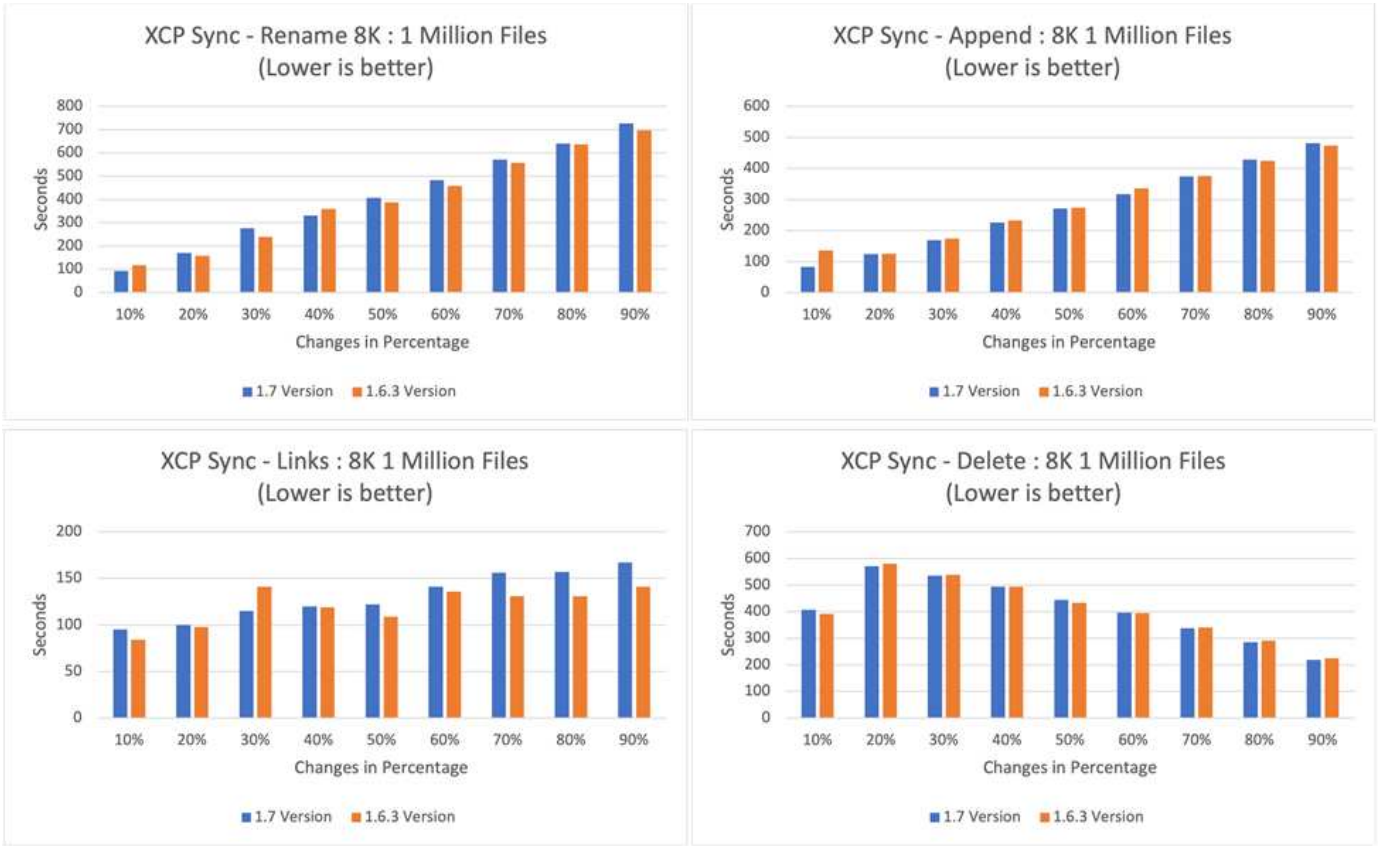 XCP Sync - Rename 8K : 1 Million Files
(Lower is better)
800
700
600
500
400
300
200
100
0
Seconds
10% 20% 30% 40% 50% 60% 70% 80% 90%
Changes in Percentage
1.7 Version 1.6.3 Version
XCP Sync - Append : 8K 1 Million Files
(Lower is better)
600
500
400
300
200
100
0
Seconds
10% 20% 30% 40% 50% 60% 70% 80% 90%
Changes in Percentage
1.7 Version 1.6.3 Version
XCP Sync - Links : 8K 1 Million Files
(Lower is better)
200
150
100
50
0
Seconds
10% 20% 30% 40% 50% 60% 70% 80% 90%
Changes in Percentage
1.7 Version 1.6.3 Version
XCP Sync - Delete : 8K 1 Million Files
(Lower is better)
700
600
500
400
300
200
100
0
Seconds
10% 20% 30% 40% 50% 60% 70% 80% 90%
Changes in Percentage
1.7 Version 1.6.3 Version